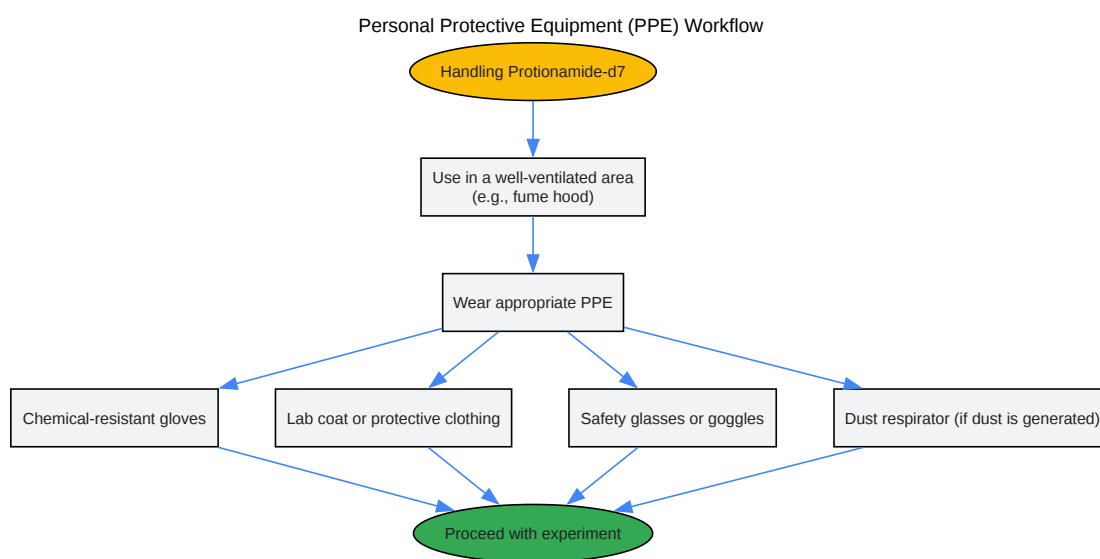 Personal Protective Equipment (PPE) Workflow
Handling Protionamide-d7
Use in a well-ventilated area
(e.g., fume hood)
Wear appropriate PPE
Chemical-resistant gloves
Lab coat or protective clothing
Safety glasses or goggles
Dust respirator (if dust is generated)
Proceed with experiment